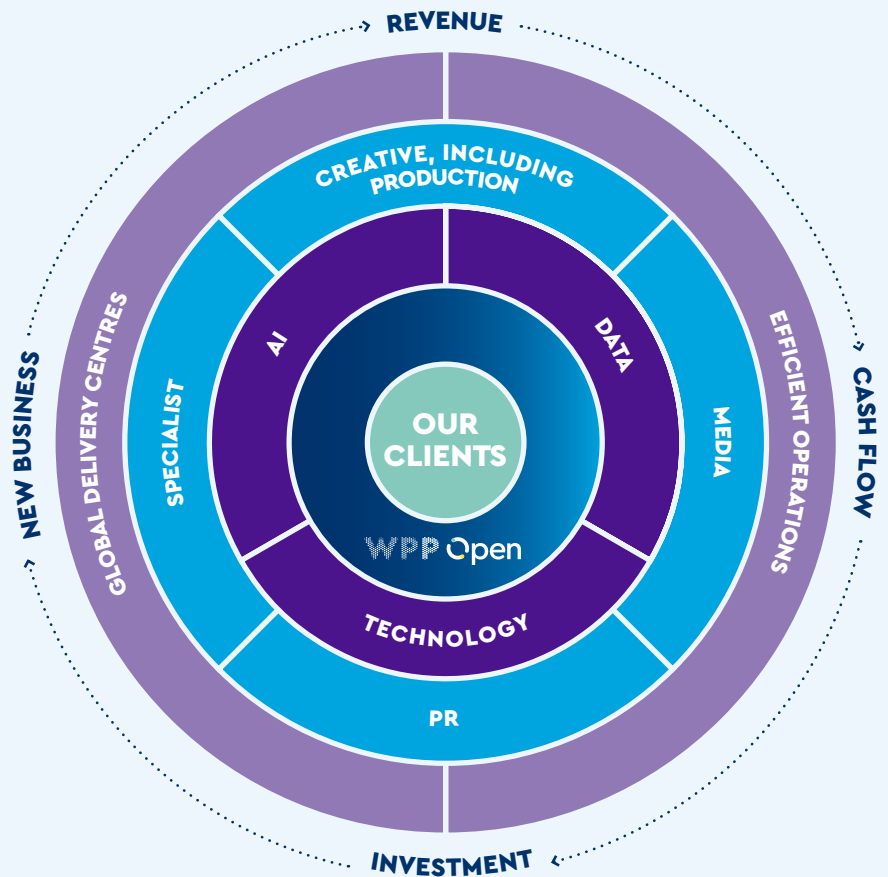 REVENUE
CREATIVE, INCLUDING
PRODUCTION
AI
DATA
GLOBAL DELIVERY CENTRES
EFFICIENT OPERATIONS
NEW BUSINESS
CASH FLOW
SPECIALIST
MEDIA
OUR
CLIENTS
WPP Open
TECHNOLOGY
PR
INVESTMENT